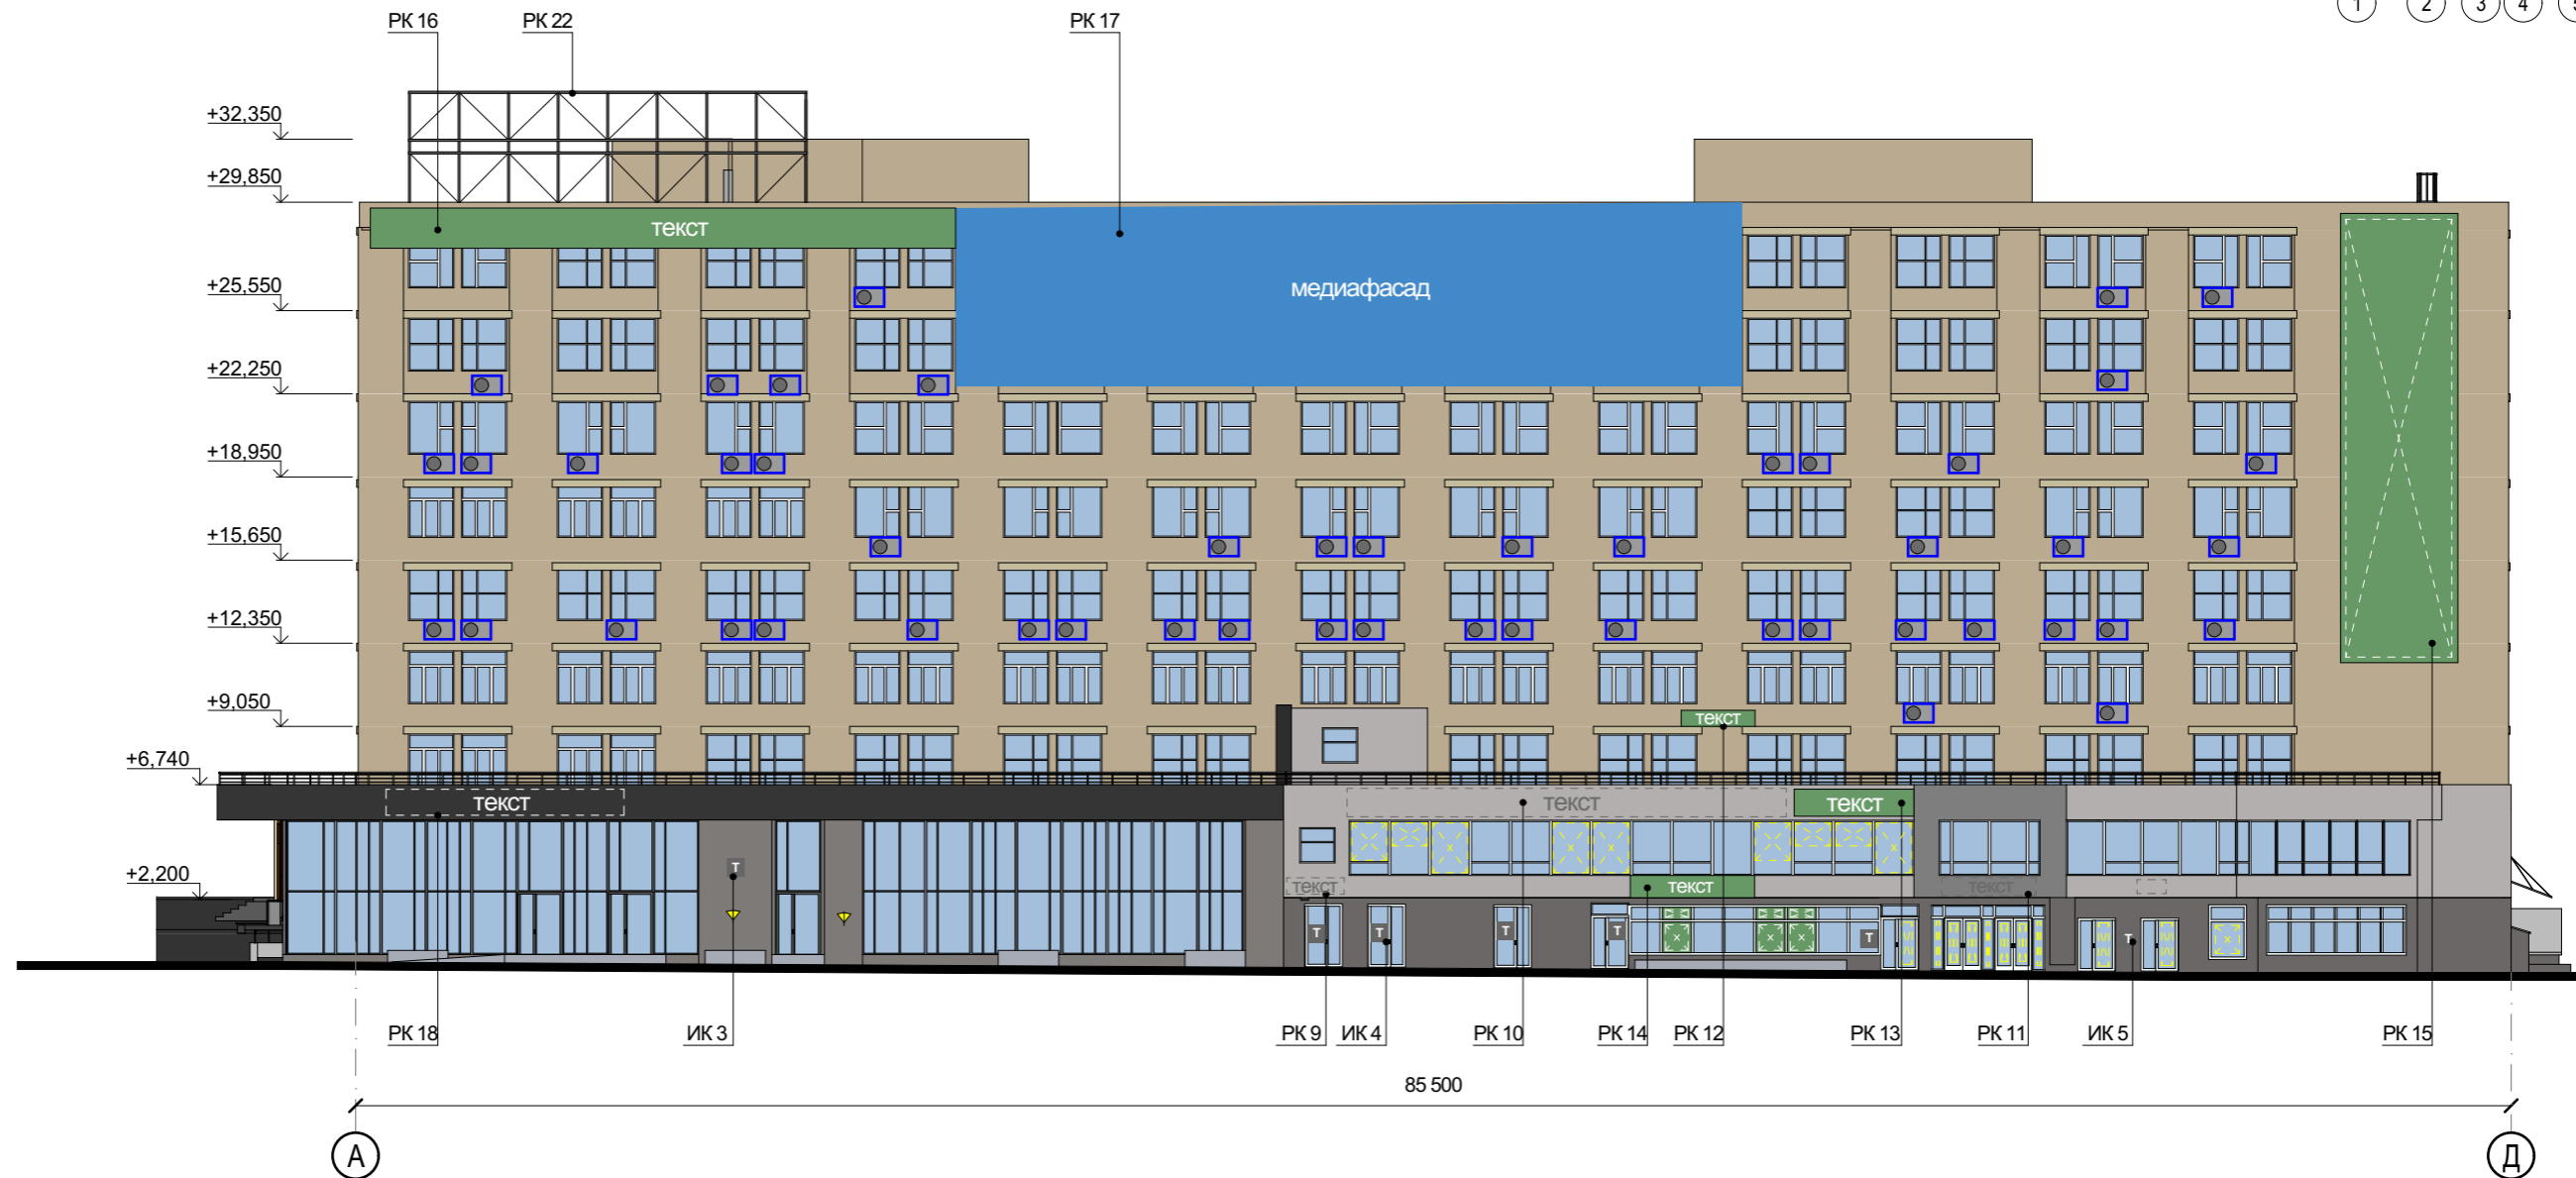 1 2 3 4 5
РК 16 РК 22 РК 17
+32,350
+29,850
текст
+25,550
медиафасад
+22,250
+18,950
+15,650
+12,350
+9,050
текст
+6,740
текст текст текст
+2,200
Т
текст текст текст
Т Т Т Т Т Т
РК 18 ИК 3 РК 9 ИК 4 РК 10 РК 14 РК 12 РК 13 РК 11 ИК 5 РК 15
85 500
А Д